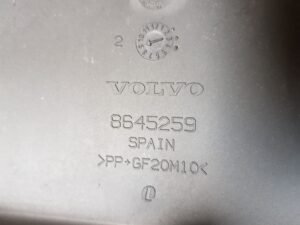 2
VOLVO
8645259
SPAIN
>PP+GF20M10<
L